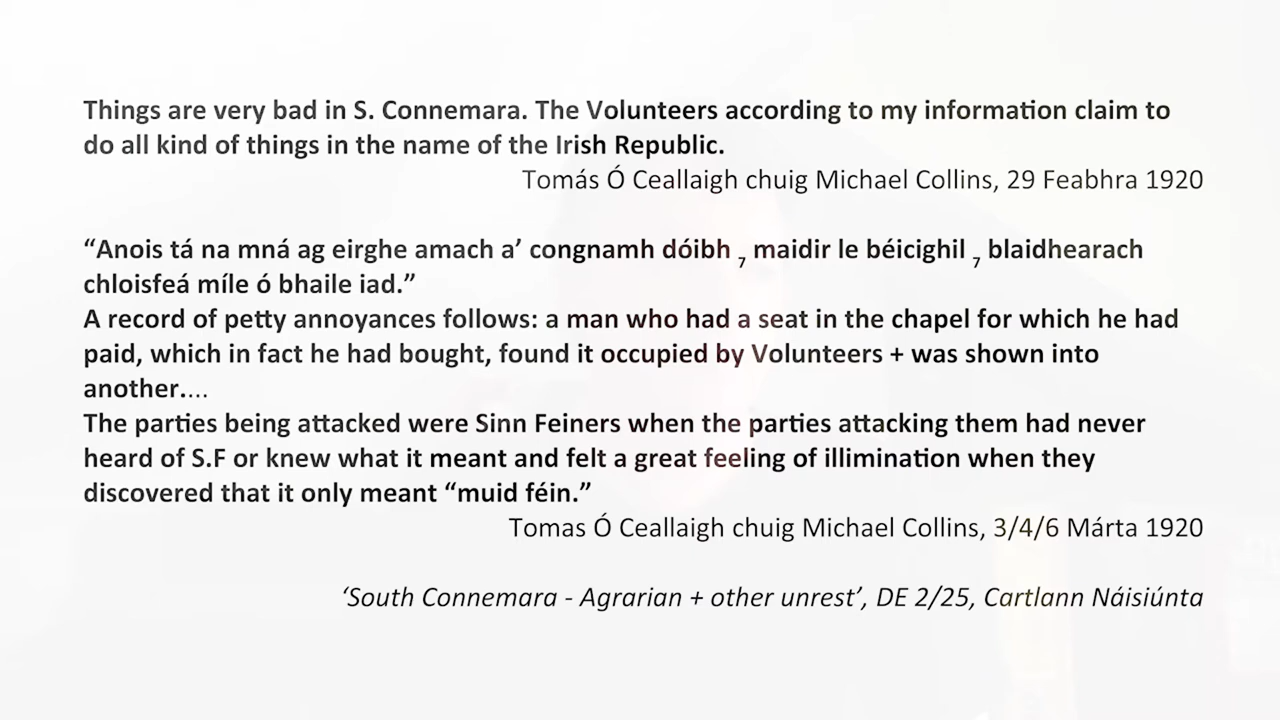 Things are very bad in S. Connemara. The Volunteers according to my information claim to
do all kind of things in the name of the Irish Republic.
Tomás Ó Ceallaigh chuig Michael Collins, 29 Feabhra 1920
“Anois tá na mná ag eirghe amach a’ congnamh dóibh ⁊ maidir le béicighil ⁊ blaidhearach
chloisfeá míle ó bhaile iad.”
A record of petty annoyances follows: a man who had a seat in the chapel for which he had
paid, which in fact he had bought, found it occupied by Volunteers + was shown into
another....
The parties being attacked were Sinn Feiners when the parties attacking them had never
heard of S.F or knew what it meant and felt a great feeling of illimination when they
discovered that it only meant “muid féin.”
Tomas Ó Ceallaigh chuig Michael Collins, 3/4/6 Márta 1920
‘South Connemara - Agrarian + other unrest’, DE 2/25, Cartlann Náisiúnta